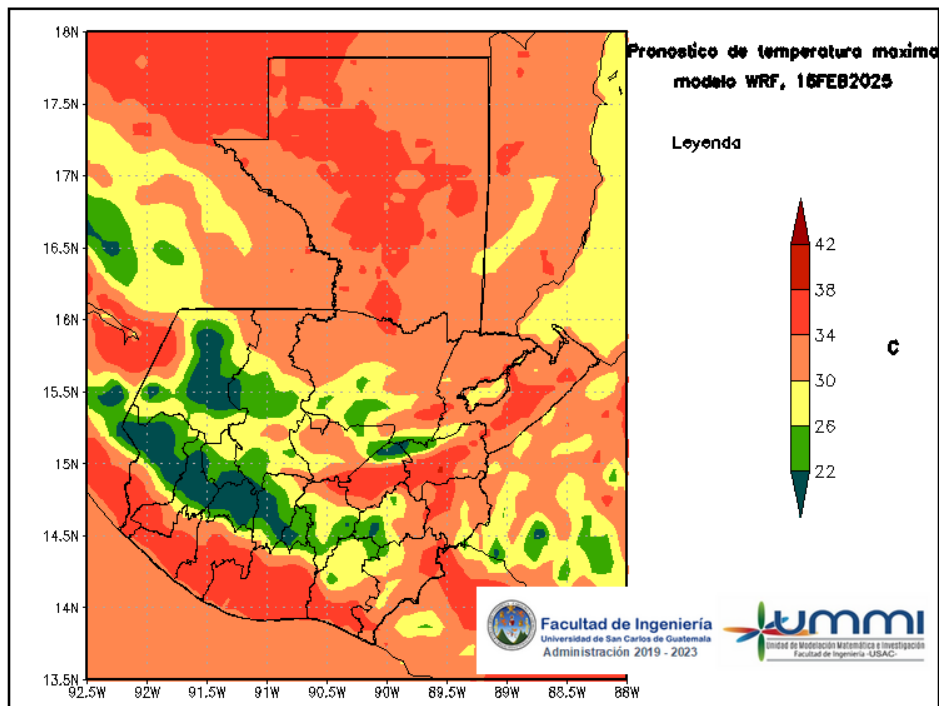 Pronostico de temperatura maxima
modelo WRF, 16FEB2025
Leyenda
18N
17.5N
17N
16.5N
16N
15.5N
15N
14.5N
14N
13.5N
92.5W 92W 91.5W 91W 90.5W 90W 89.5W 89W 88.5W 88W
42
38
34
30
26
22
C
Facultad de Ingeniería
Universidad de San Carlos de Guatemala
Administración 2019 - 2023
UMMI
Unidad de Modelación Matemática e Investigación
Facultad de Ingeniería -USAC-